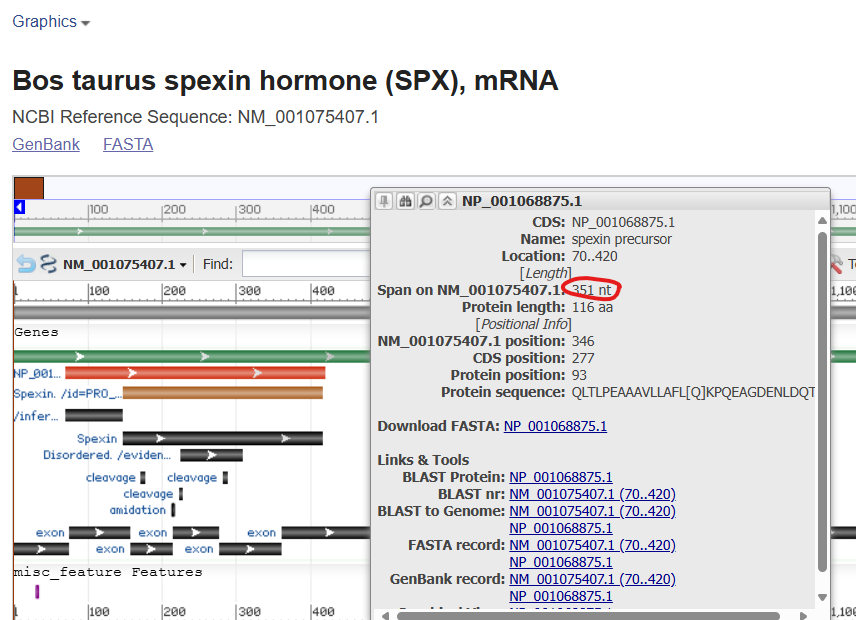 Graphics
Bos taurus spexin hormone (SPX), mRNA
NCBI Reference Sequence: NM_001075407.1
GenBank FASTA
|100 |200 |300 |400 1,100
NM_001075407.1 Find:
1 |100 |200 |300 |400 1,100
Genes
NP_001...
Spexin. /id=PRO_...
/infer...
Spexin
Disordered. /eviden...
cleavage cleavage
cleavage
amidation
exon exon exon
exon exon
misc_feature Features
1 |100 |200 |300 |400 1,100
NP_001068875.1
CDS: NP_001068875.1
Name: spexin precursor
Location: 70..420
[Length]
Span on NM_001075407.1: 351 nt
Protein length: 116 aa
[Positional Info]
NM_001075407.1 position: 346
CDS position: 277
Protein position: 93
Protein sequence: QLTLPEAAAVLLAFL[Q]KPQEAGDENLDQT
Download FASTA: NP_001068875.1
Links & Tools
BLAST Protein: NP_001068875.1
BLAST nr: NM_001075407.1 (70..420)
BLAST to Genome: NM_001075407.1 (70..420)
NP_001068875.1
FASTA record: NM_001075407.1 (70..420)
NP_001068875.1
GenBank record: NM_001075407.1 (70..420)
NP_001068875.1